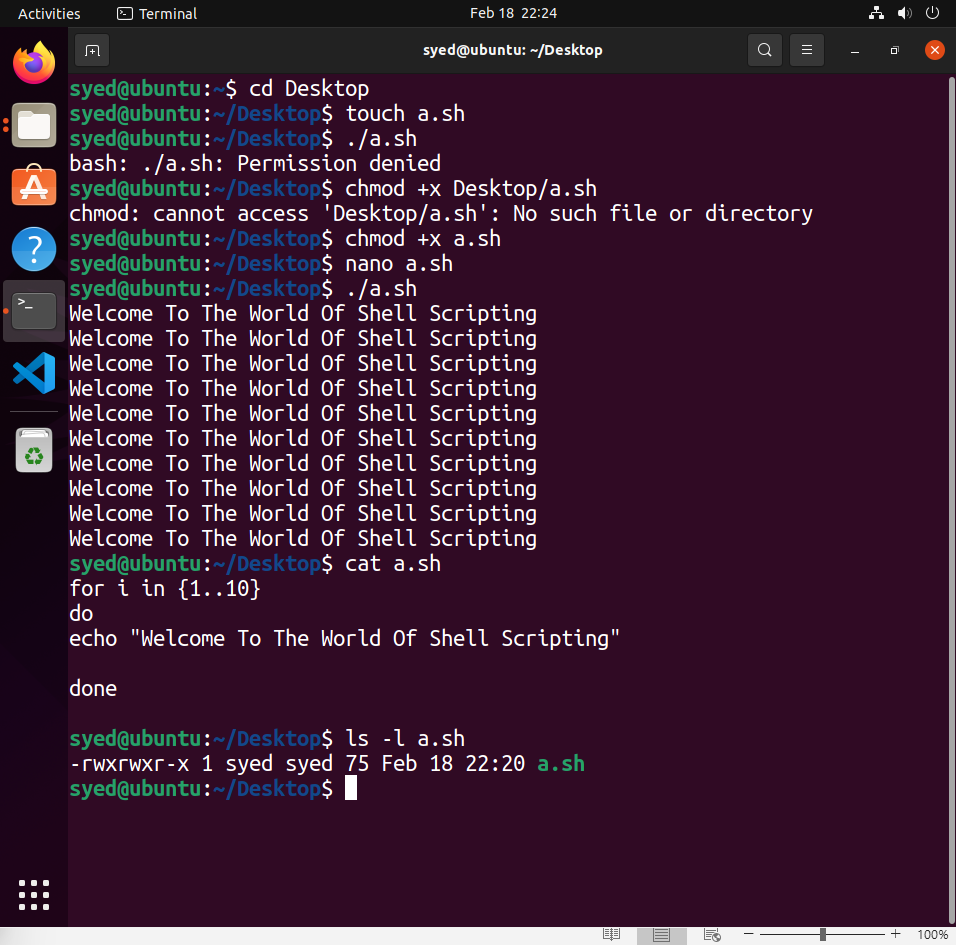 Activities Terminal Feb 18 22:24
syed@ubuntu: ~/Desktop
syed@ubuntu:~$ cd Desktop
syed@ubuntu:~/Desktop$ touch a.sh
syed@ubuntu:~/Desktop$ ./a.sh
bash: ./a.sh: Permission denied
syed@ubuntu:~/Desktop$ chmod +x Desktop/a.sh
chmod: cannot access 'Desktop/a.sh': No such file or directory
syed@ubuntu:~/Desktop$ chmod +x a.sh
syed@ubuntu:~/Desktop$ nano a.sh
syed@ubuntu:~/Desktop$ ./a.sh
Welcome To The World Of Shell Scripting
Welcome To The World Of Shell Scripting
Welcome To The World Of Shell Scripting
Welcome To The World Of Shell Scripting
Welcome To The World Of Shell Scripting
Welcome To The World Of Shell Scripting
Welcome To The World Of Shell Scripting
Welcome To The World Of Shell Scripting
Welcome To The World Of Shell Scripting
Welcome To The World Of Shell Scripting
syed@ubuntu:~/Desktop$ cat a.sh
for i in {1..10}
do
echo "Welcome To The World Of Shell Scripting"
done
syed@ubuntu:~/Desktop$ ls -l a.sh
-rwxrwxr-x 1 syed syed 75 Feb 18 22:20 a.sh
syed@ubuntu:~/Desktop$
100%